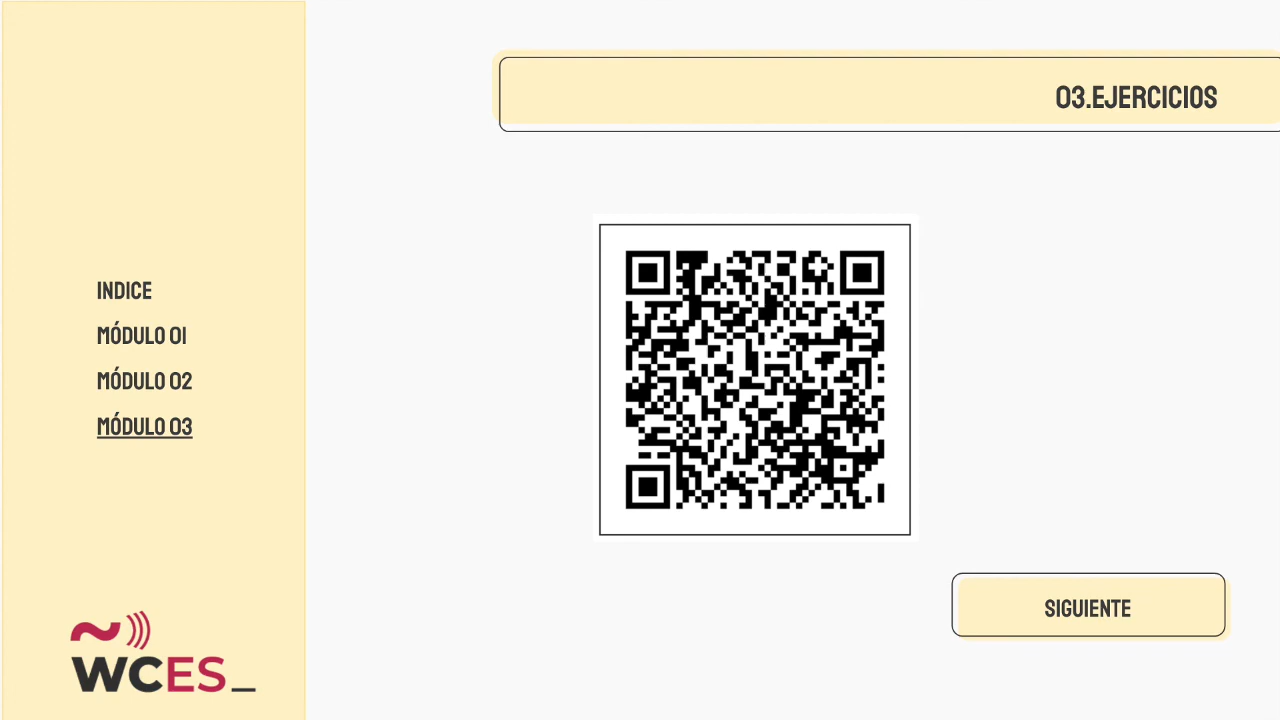 03.EJERCICIOS
INDICE
MÓDULO 01
MÓDULO 02
MÓDULO 03
SIGUIENTE
WCES_